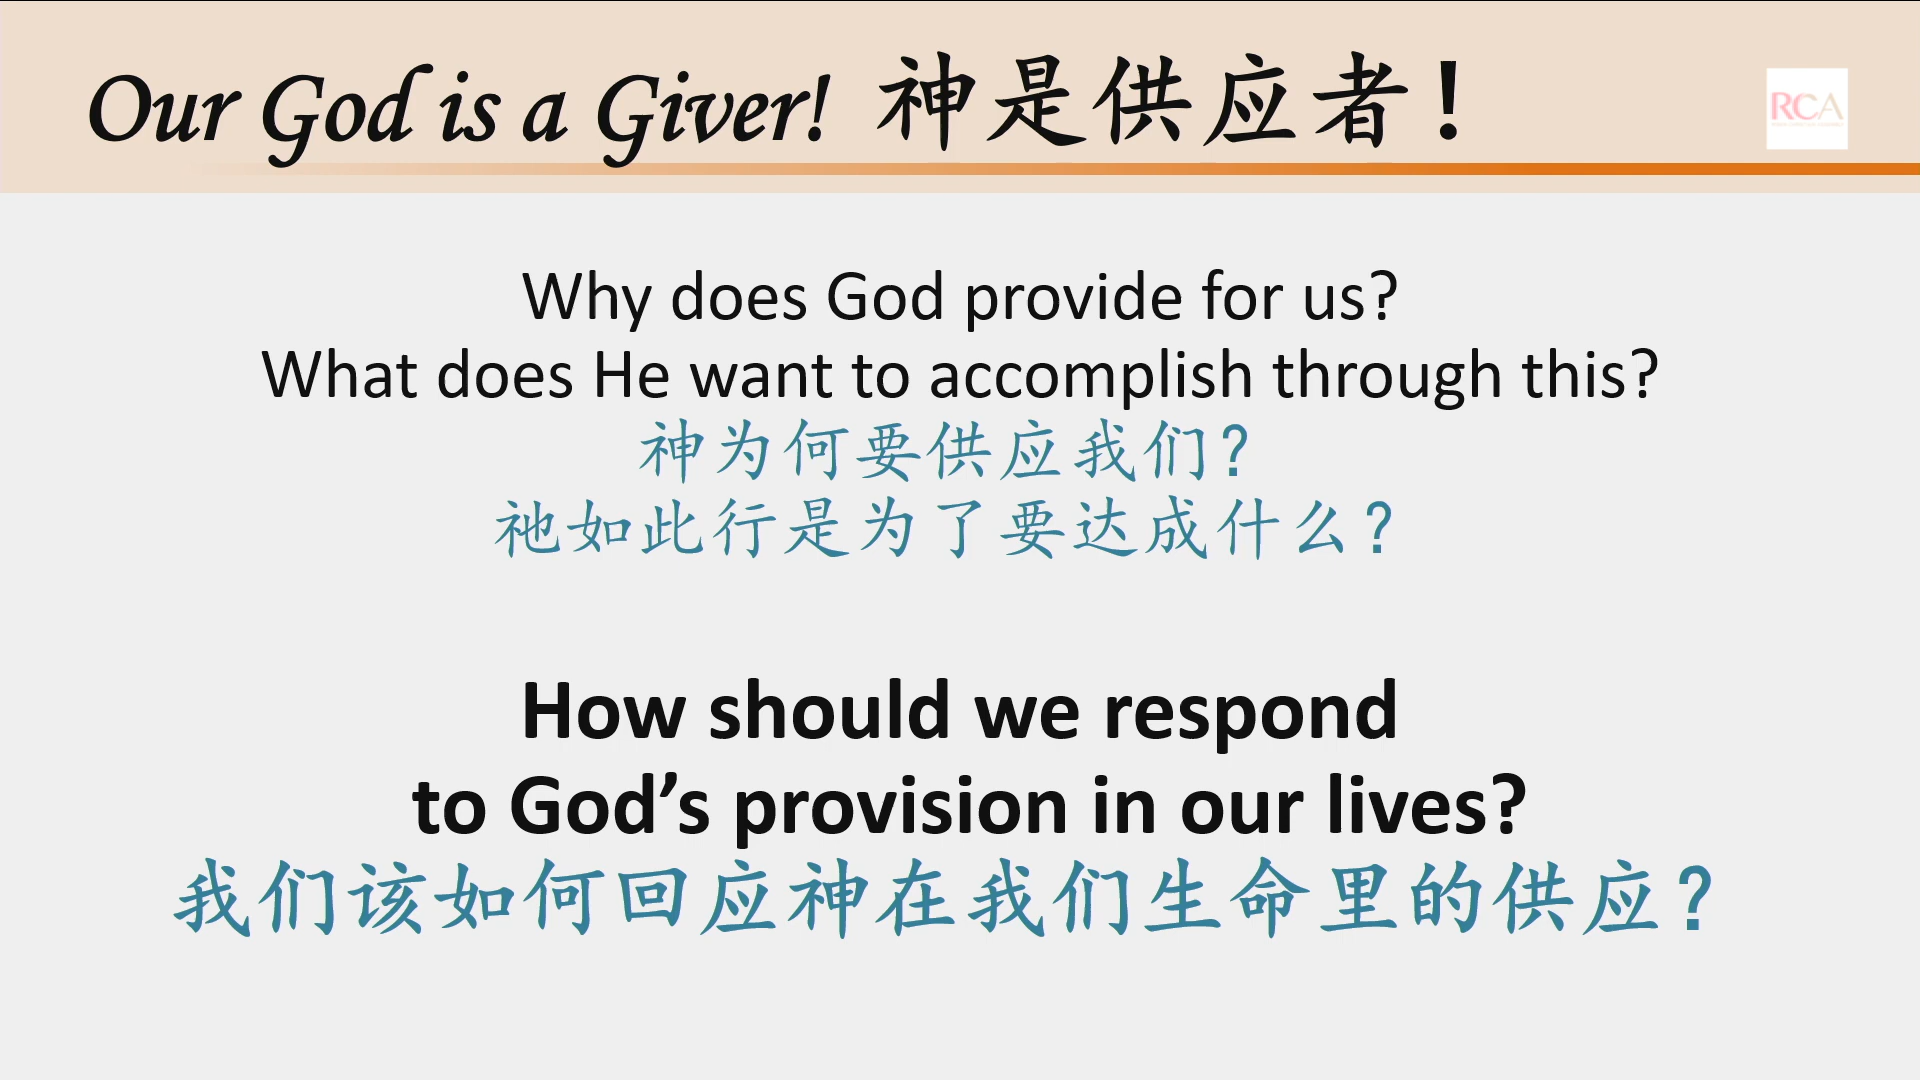 Our God is a Giver! 神是供应者！
RCA
Why does God provide for us?
What does He want to accomplish through this?
神为何要供应我们？
祂如此行是为了要达成什么？
How should we respond
to God’s provision in our lives?
我们该如何回应神在我们生命里的供应？